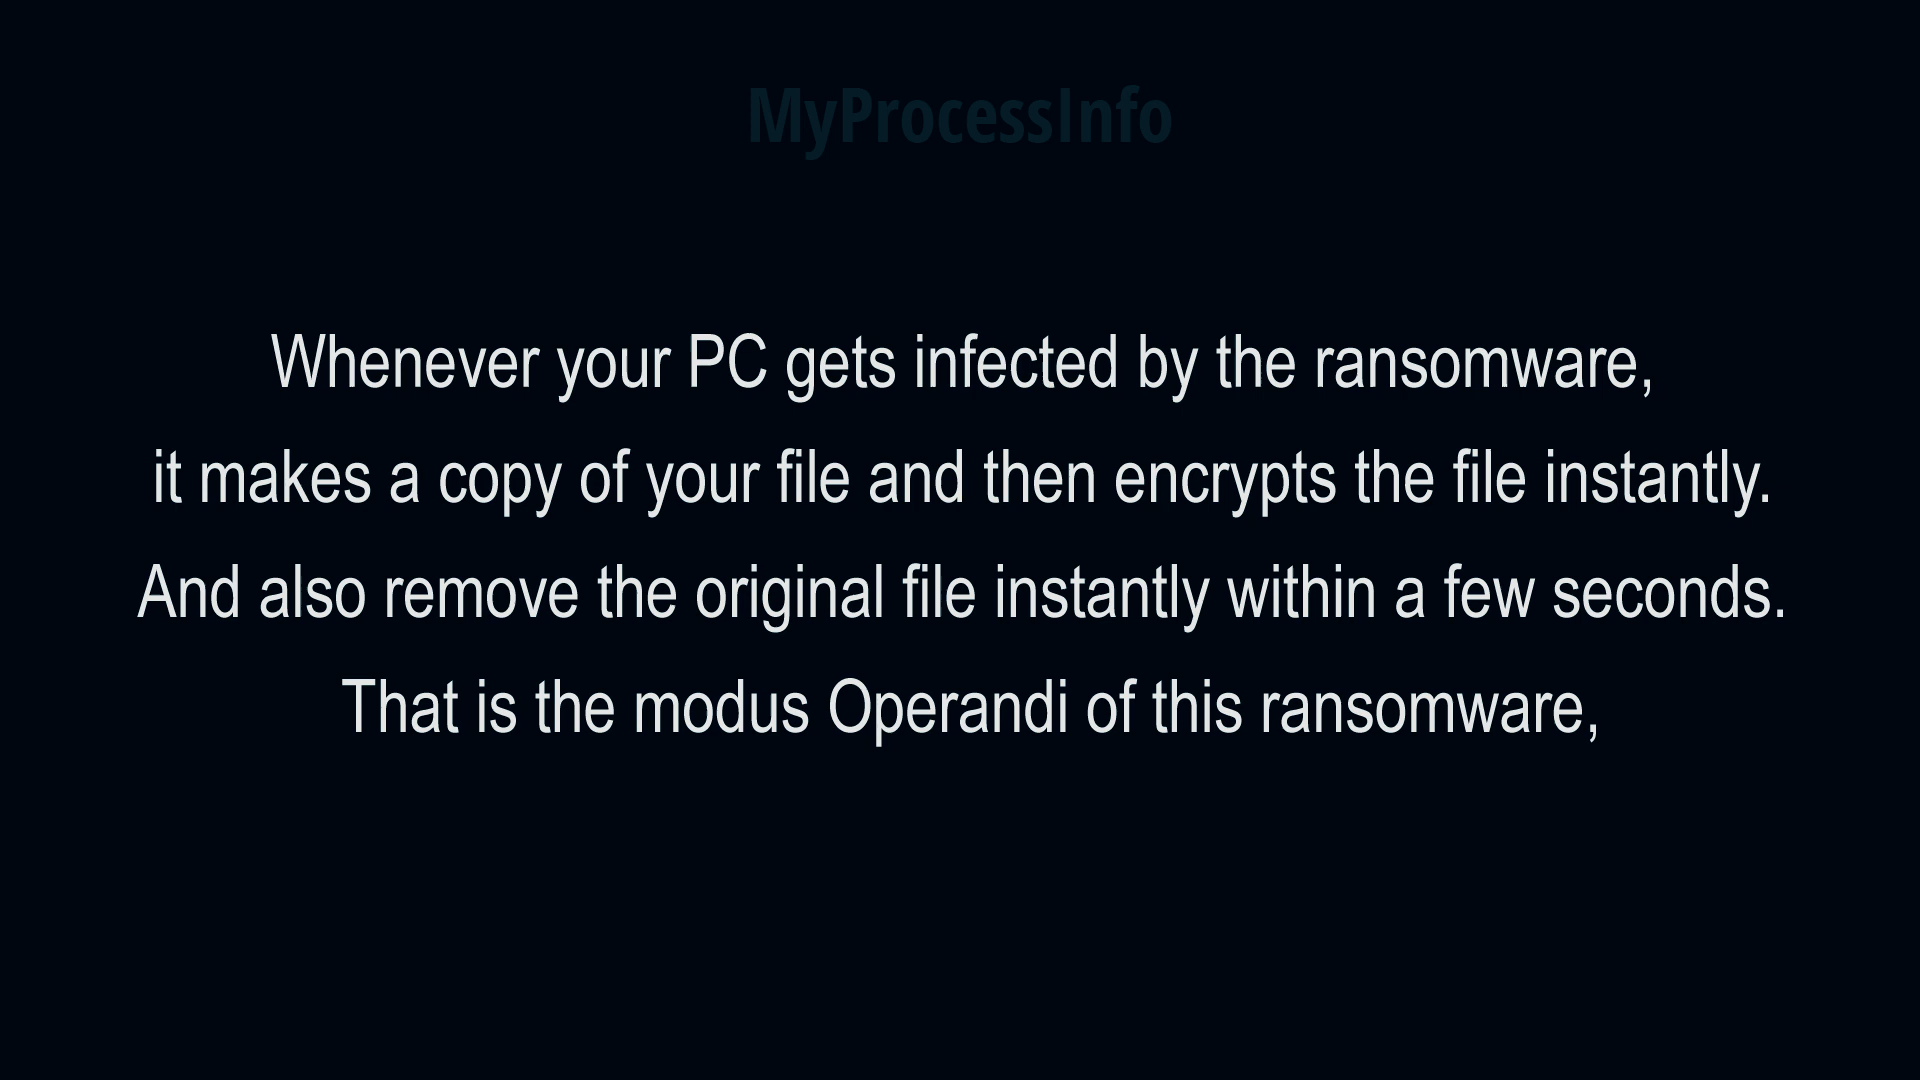 MyProcessInfo
Whenever your PC gets infected by the ransomware,
it makes a copy of your file and then encrypts the file instantly.
And also remove the original file instantly within a few seconds.
That is the modus Operandi of this ransomware,